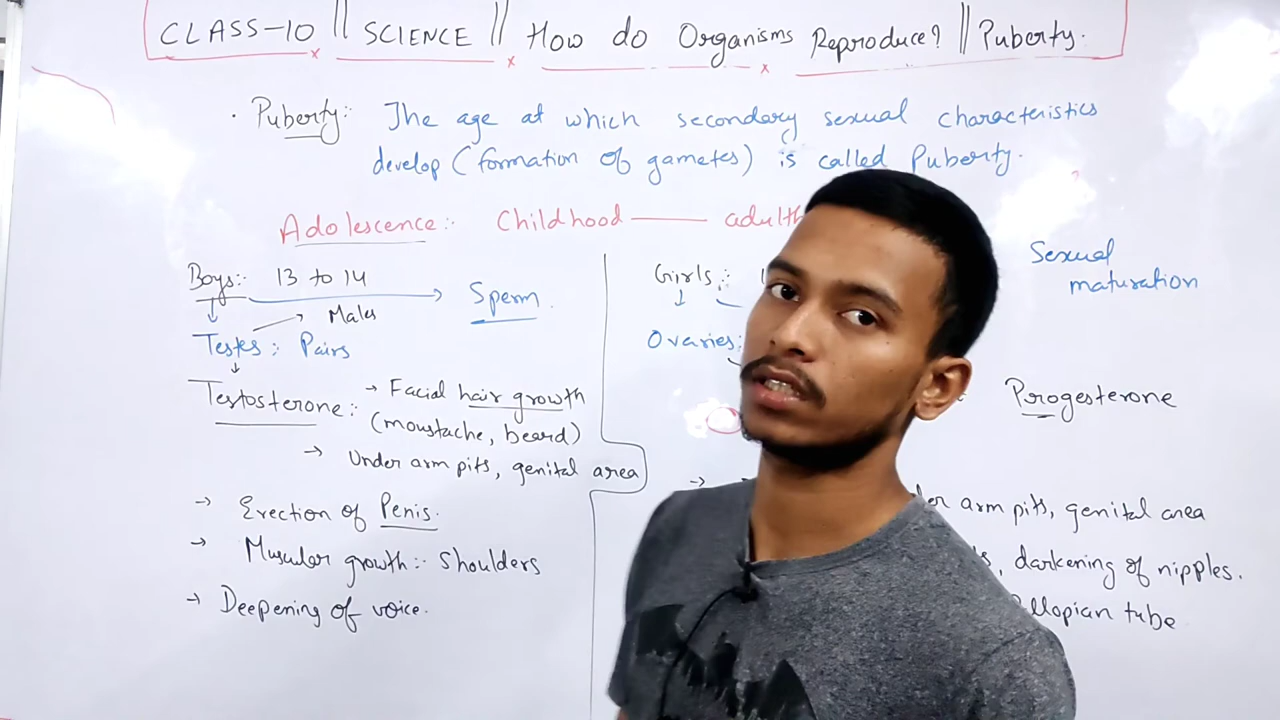 CLASS-10 || SCIENCE || How do Organisms Reproduce? || Puberty.
· Puberty:- The age at which secondary sexual characteristics
develop (formation of gametes) is called Puberty.
Adolescence:- Childhood —— adulth
Boys:- 13 to 14 → Sperm.
→ Males
Testes: Pairs
Testosterone:- → Facial hair growth
(moustache, beard)
→ Under arm pits, genital area
→ Erection of Penis.
→ Muscular growth:- shoulders
→ Deepening of voice.
Girls:-
Sexual
maturation
Ovaries:
Progesterone
arm pits, genital area
darkening of nipples.
llopian tube